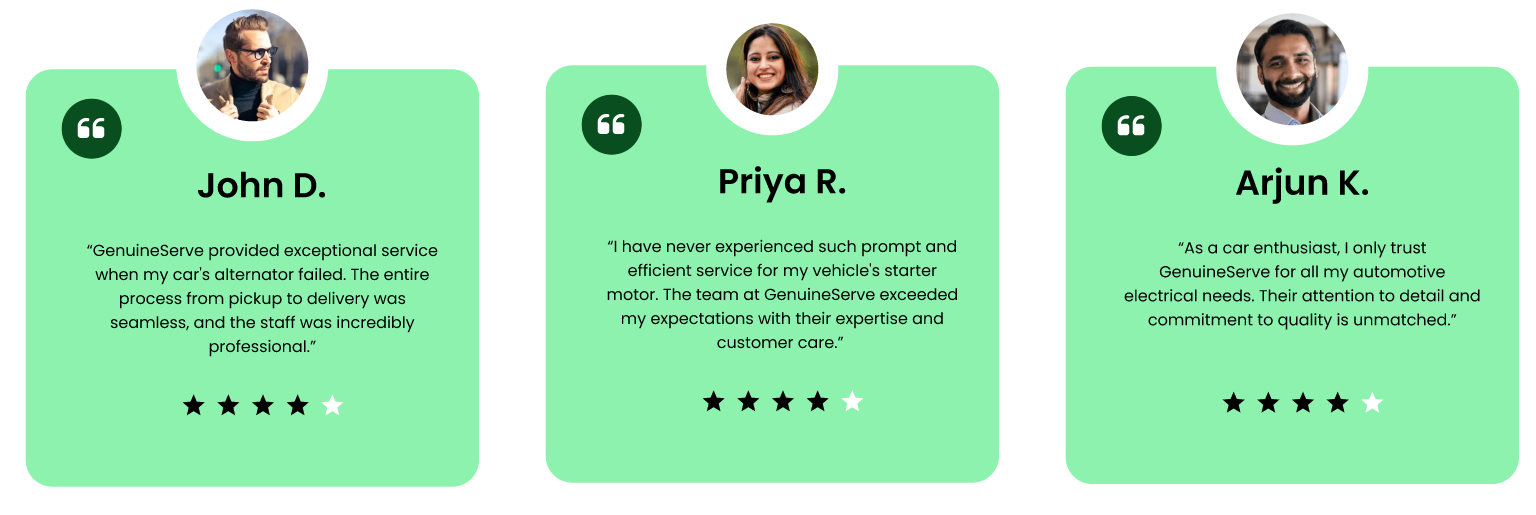 John D.
“GenuineServe provided exceptional service
when my car's alternator failed. The entire
process from pickup to delivery was
seamless, and the staff was incredibly
professional.”
Priya R.
“I have never experienced such prompt and
efficient service for my vehicle's starter
motor. The team at GenuineServe exceeded
my expectations with their expertise and
customer care.”
Arjun K.
“As a car enthusiast, I only trust
GenuineServe for all my automotive
electrical needs. Their attention to detail and
commitment to quality is unmatched.”